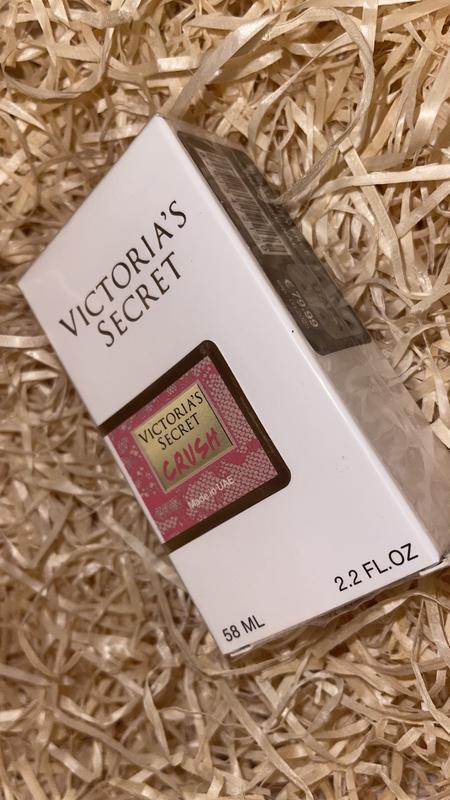 VICTORIA'S
SECRET
VICTORIA'S
SECRET
CRUSH
Made in UAE
58 ML
2.2 FL.OZ